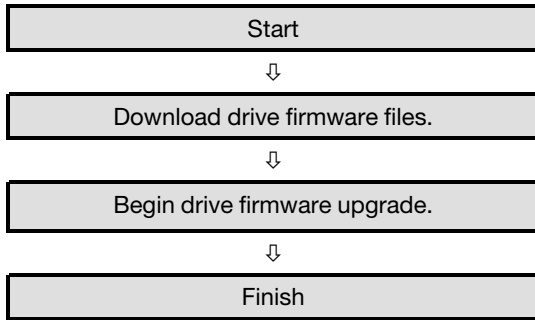 Start
⇩
Download drive firmware files.
⇩
Begin drive firmware upgrade.
⇩
Finish